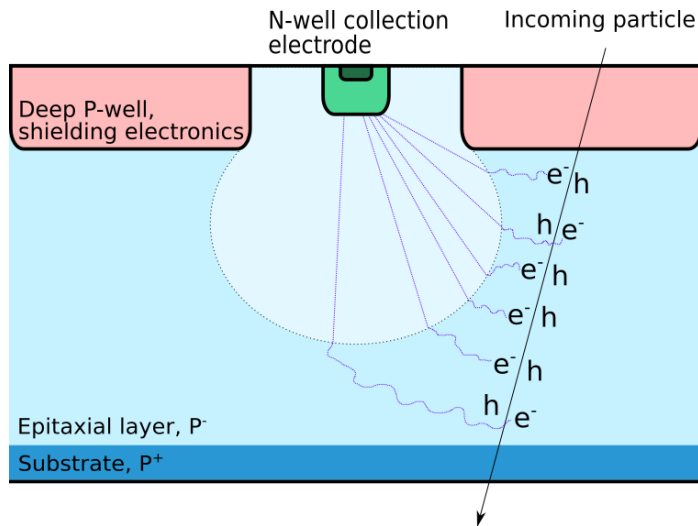 N-well collection
electrode
Incoming particle
Deep P-well,
shielding electronics
e⁻ h
h e⁻
e⁻ h
e⁻ h
e⁻ h
h e⁻
Epitaxial layer, P⁻
Substrate, P⁺